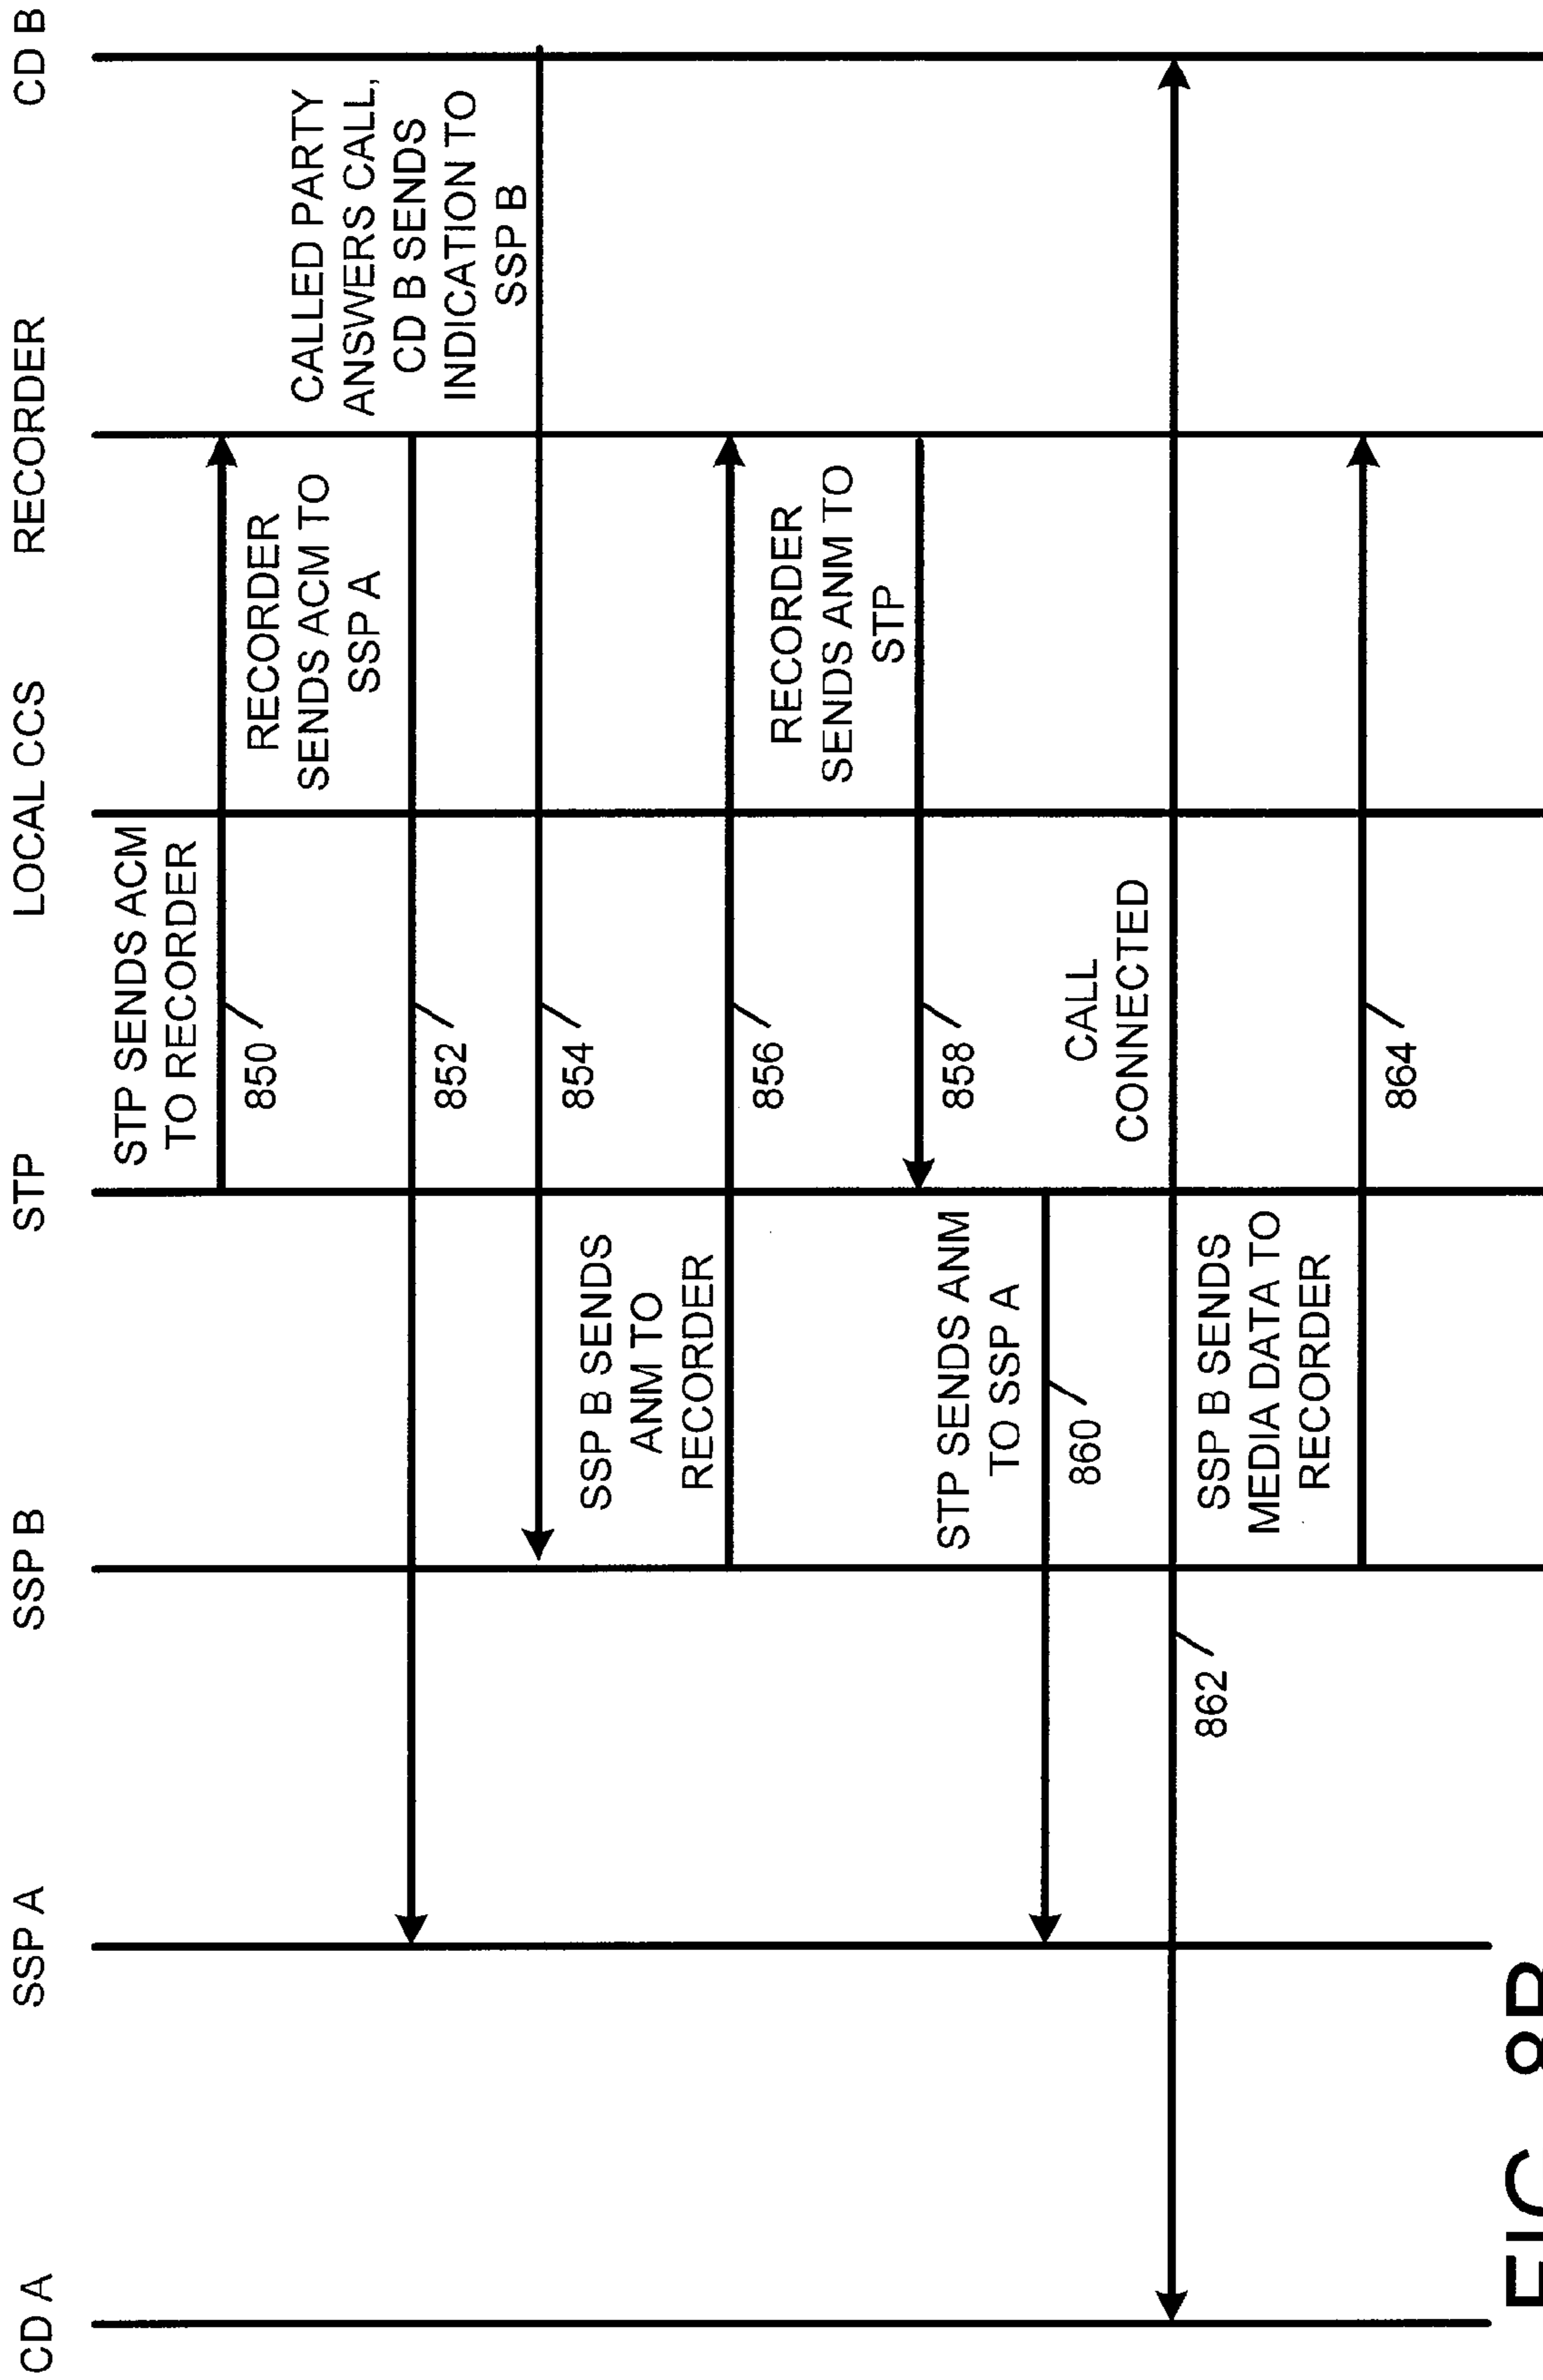 CD A
SSP A
SSP B
STP
LOCAL CCS
RECORDER
CD B
STP SENDS ACM
TO RECORDER
850
RECORDER
SENDS ACM TO
SSP A
852
CALLED PARTY
ANSWERS CALL,
CD B SENDS
INDICATION TO
SSP B
854
SSP B SENDS
ANM TO
RECORDER
856
RECORDER
SENDS ANM TO
STP
858
STP SENDS ANM
TO SSP A
860
CALL
CONNECTED
862
SSP B SENDS
MEDIA DATA TO
RECORDER
864
FIG. 8B